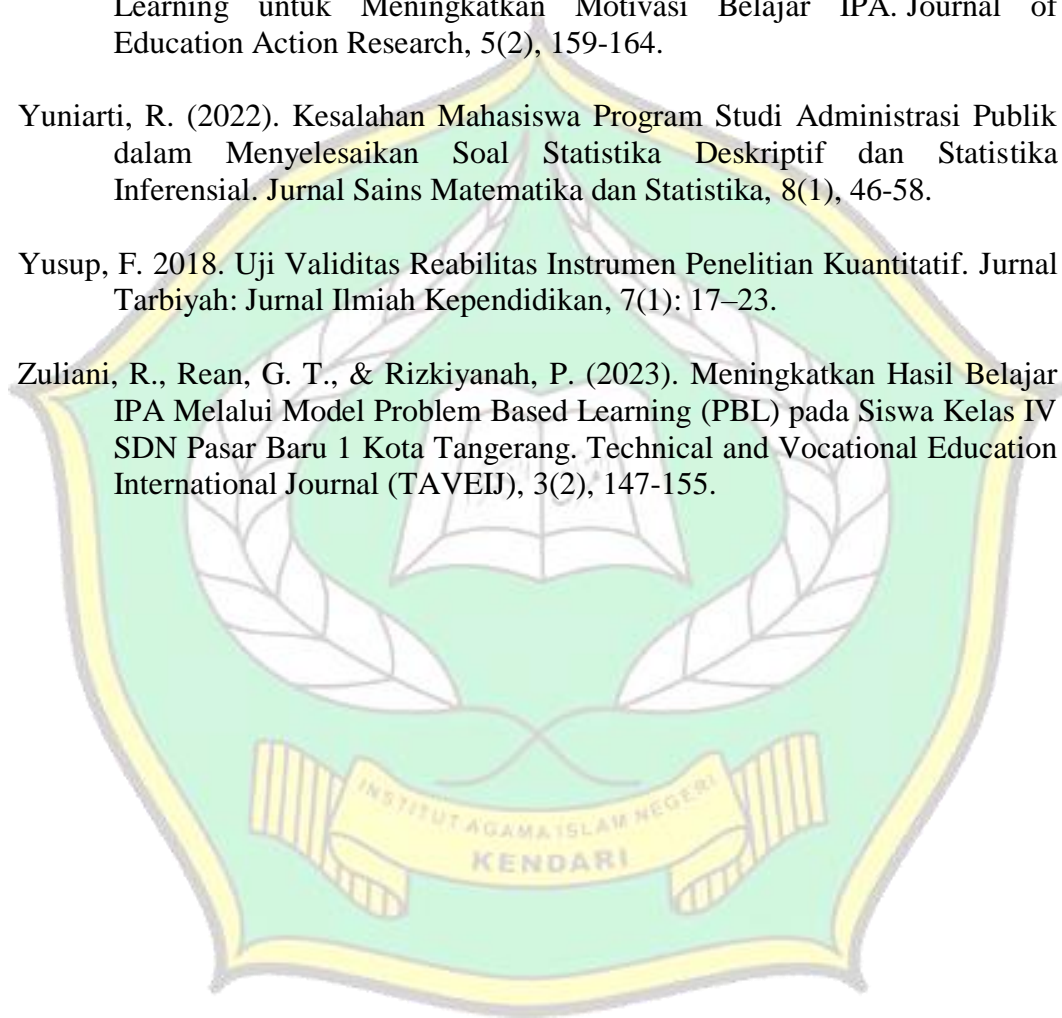 Learning untuk Meningkatkan Motivasi Belajar IPA. Journal of
Education Action Research, 5(2), 159-164.
Yuniarti, R. (2022). Kesalahan Mahasiswa Program Studi Administrasi Publik
dalam Menyelesaikan Soal Statistika Deskriptif dan Statistika
Inferensial. Jurnal Sains Matematika dan Statistika, 8(1), 46-58.
Yusup, F. 2018. Uji Validitas Reabilitas Instrumen Penelitian Kuantitatif. Jurnal
Tarbiyah: Jurnal Ilmiah Kependidikan, 7(1): 17–23.
Zuliani, R., Rean, G. T., & Rizkiyanah, P. (2023). Meningkatkan Hasil Belajar
IPA Melalui Model Problem Based Learning (PBL) pada Siswa Kelas IV
SDN Pasar Baru 1 Kota Tangerang. Technical and Vocational Education
International Journal (TAVEIJ), 3(2), 147-155.
INSTITUT AGAMA ISLAM NEGERI
KENDARI